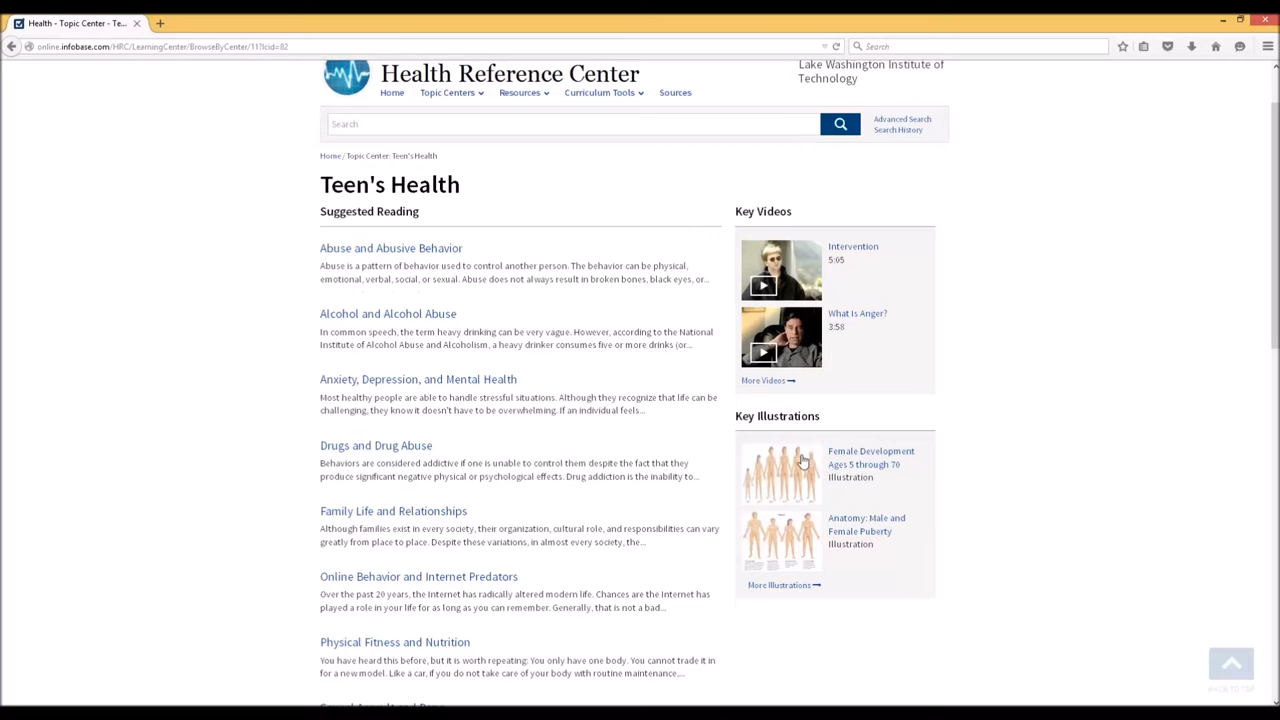 Health - Topic Center - Te...
online.infobase.com/HRC/LearningCenter/BrowseByCenter/11?lcid=82
Search
Health Reference Center
Lake Washington Institute of
Technology
Home Topic Centers Resources Curriculum Tools Sources
Search
Advanced Search
Search History
Home / Topic Center: Teen's Health
Teen's Health
Suggested Reading
Abuse and Abusive Behavior
Abuse is a pattern of behavior used to control another person. The behavior can be physical,
emotional, verbal, social, or sexual. Abuse does not always result in broken bones, black eyes, or...
Alcohol and Alcohol Abuse
In common speech, the term heavy drinking can be very vague. However, according to the National
Institute of Alcohol Abuse and Alcoholism, a heavy drinker consumes five or more drinks (or...
Anxiety, Depression, and Mental Health
Most healthy people are able to handle stressful situations. Although they recognize that life can be
challenging, they know it doesn't have to be overwhelming. If an individual feels...
Drugs and Drug Abuse
Behaviors are considered addictive if one is unable to control them despite the fact that they
produce significant negative physical or psychological effects. Drug addiction is the inability to...
Family Life and Relationships
Although families exist in every society, their organization, cultural role, and responsibilities can vary
greatly from place to place. Despite these variations, in almost every society, the...
Online Behavior and Internet Predators
Over the past 20 years, the Internet has radically altered modern life. Chances are the Internet has
played a role in your life for as long as you can remember. Generally, that is not a bad...
Physical Fitness and Nutrition
You have heard this before, but it is worth repeating: You only have one body. You cannot trade it in
for a new model. Like a car, if you do not take care of your body with routine maintenance,...
Key Videos
Intervention
5:05
What Is Anger?
3:58
More Videos
Key Illustrations
Female Development
Ages 5 through 70
Illustration
Anatomy: Male and
Female Puberty
Illustration
More Illustrations
BACK TO TOP